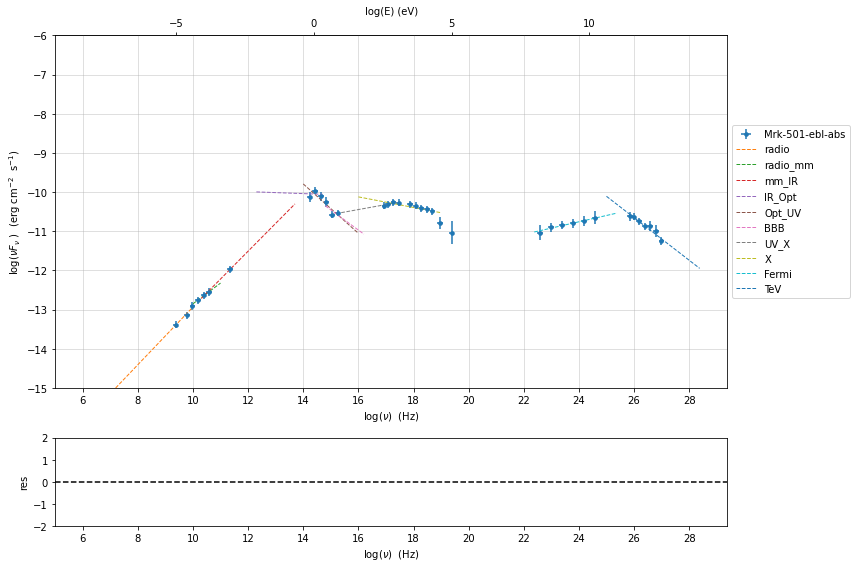 log(E) (eV)
−5 0 5 10
−6
−7
−8
−9
−10
−11
−12
−13
−14
−15
log(νF_ν ) (erg cm⁻² s⁻¹)
6 8 10 12 14 16 18 20 22 24 26 28
log(ν) (Hz)
Mrk-501-ebl-abs
radio
radio_mm
mm_IR
IR_Opt
Opt_UV
BBB
UV_X
X
Fermi
TeV
2
1
0
−1
−2
res
6 8 10 12 14 16 18 20 22 24 26 28
log(ν) (Hz)